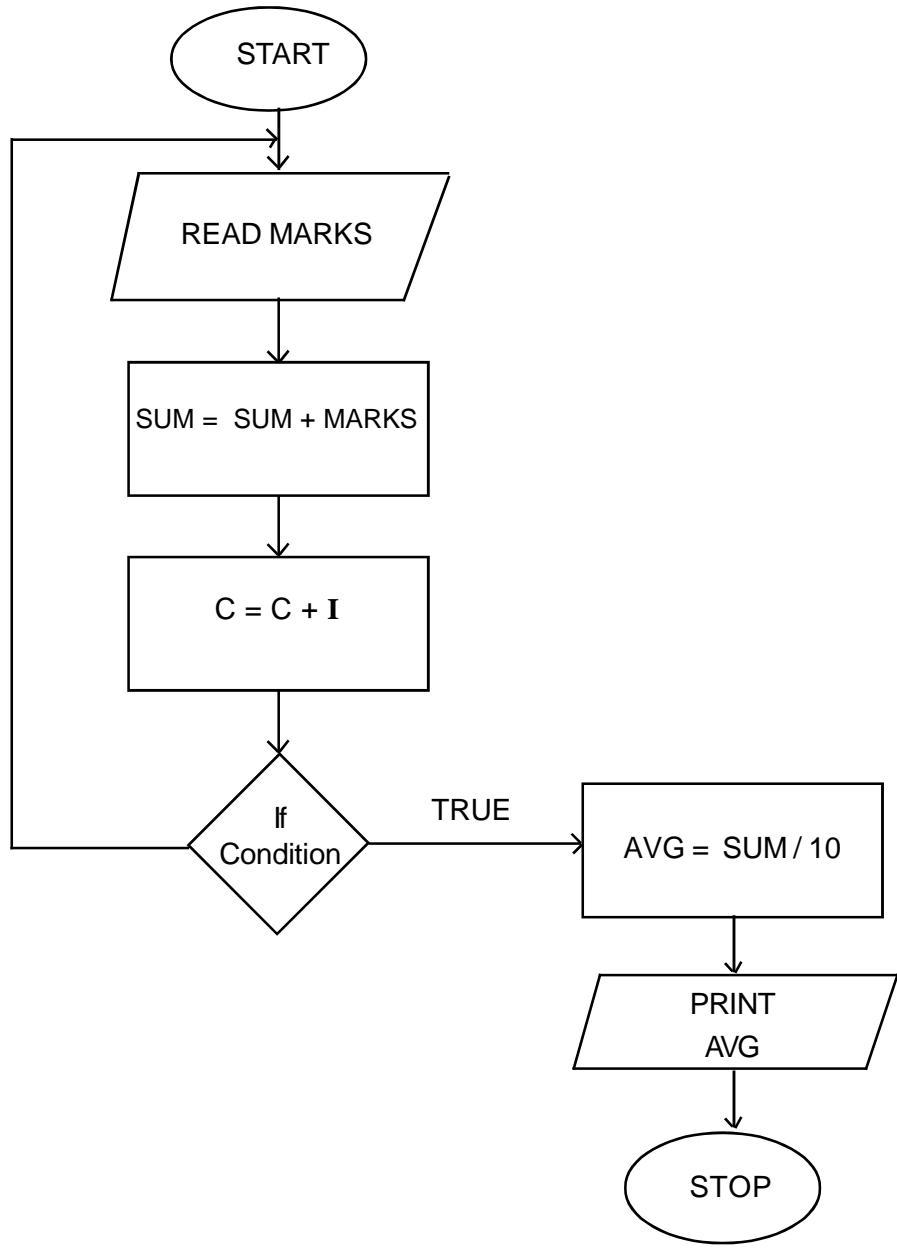 START
READ MARKS
SUM = SUM + MARKS
C = C + I
If
Condition
TRUE
AVG = SUM / 10
PRINT
AVG
STOP